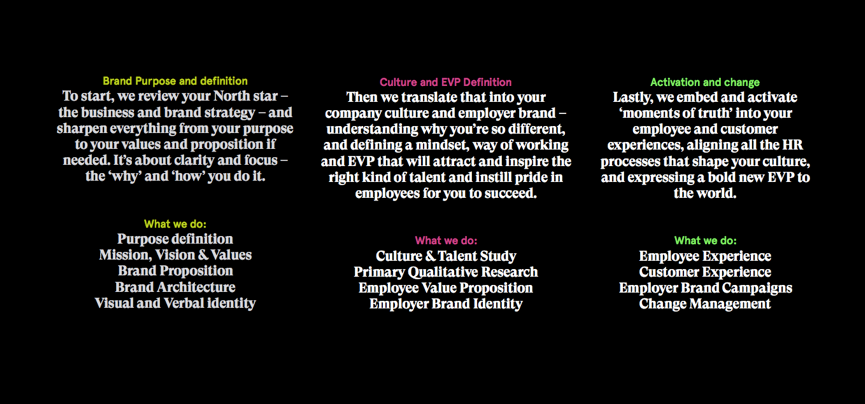 Brand Purpose and definition
To start, we review your North star –
the business and brand strategy – and
sharpen everything from your purpose
to your values and proposition if
needed. It’s about clarity and focus –
the ‘why’ and ‘how’ you do it.
What we do:
Purpose definition
Mission, Vision & Values
Brand Proposition
Brand Architecture
Visual and Verbal identity
Culture and EVP Definition
Then we translate that into your
company culture and employer brand –
understanding why you’re so different,
and defining a mindset, way of working
and EVP that will attract and inspire the
right kind of talent and instill pride in
employees for you to succeed.
What we do:
Culture & Talent Study
Primary Qualitative Research
Employee Value Proposition
Employer Brand Identity
Activation and change
Lastly, we embed and activate
‘moments of truth’ into your
employee and customer
experiences, aligning all the HR
processes that shape your culture,
and expressing a bold new EVP to
the world.
What we do:
Employee Experience
Customer Experience
Employer Brand Campaigns
Change Management